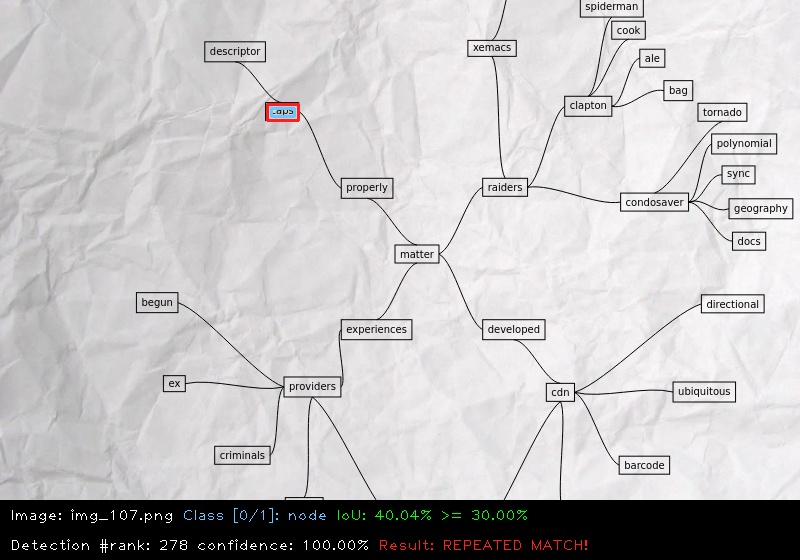 spiderman
cook
xemacs
descriptor
ale
bag
clapton
tornado
polynomial
sync
properly
raiders
condosaver
geography
docs
matter
begun
directional
experiences
developed
ex
providers
cdn
ubiquitous
criminals
barcode
Image: img_107.png Class [0/1]: node IoU: 40.04% >= 30.00%
Detection #rank: 278 confidence: 100.00% Result: REPEATED MATCH!